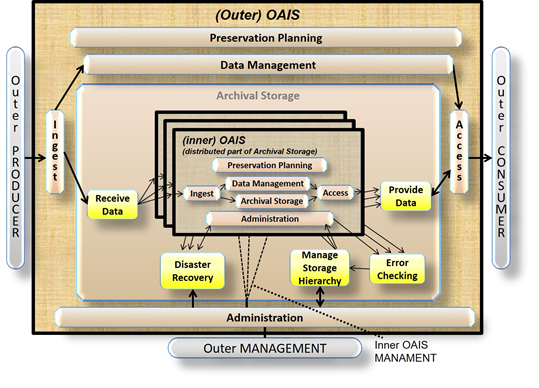 (Outer) OAIS
Preservation Planning
Data Management
Archival Storage
Outer PRODUCER
Ingest
(inner) OAIS
(distributed part of Archival Storage)
Preservation Planning
Data Management
Ingest
Access
Archival Storage
Administration
Receive
Data
Provide
Data
Access
Outer CONSUMER
Disaster
Recovery
Manage
Storage
Hierarchy
Error
Checking
Administration
Outer MANAGEMENT
Inner OAIS
MANAMENT